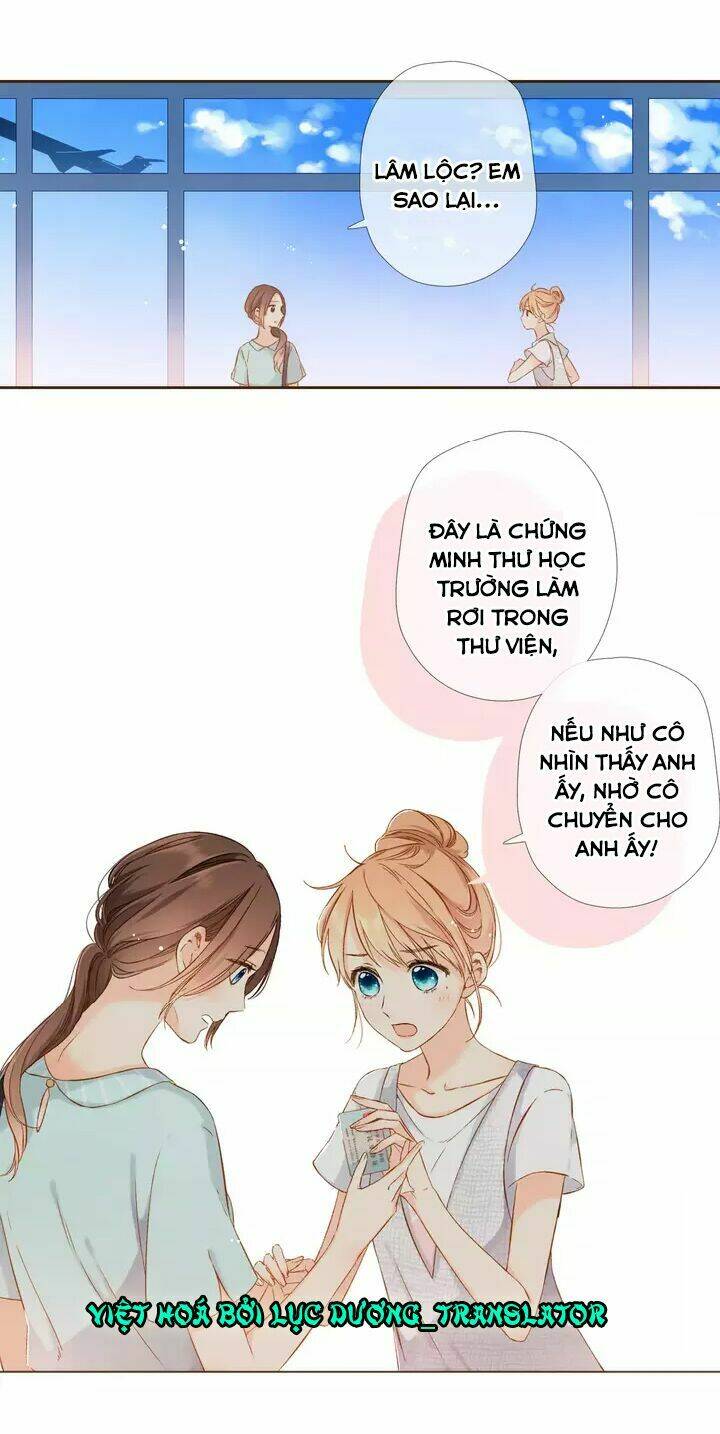 LÂM LỘC? EM
SAO LẠI...
ĐÂY LÀ CHỨNG
MINH THƯ HỌC
TRƯỞNG LÀM
RƠI TRONG
THƯ VIỆN,
NẾU NHƯ CÔ
NHÌN THẤY ANH
ẤY, NHỜ CÔ
CHUYỂN CHO
ANH ẤY!
VIỆT HOÁ BỞI LỤC DƯƠNG_TRANSLATOR